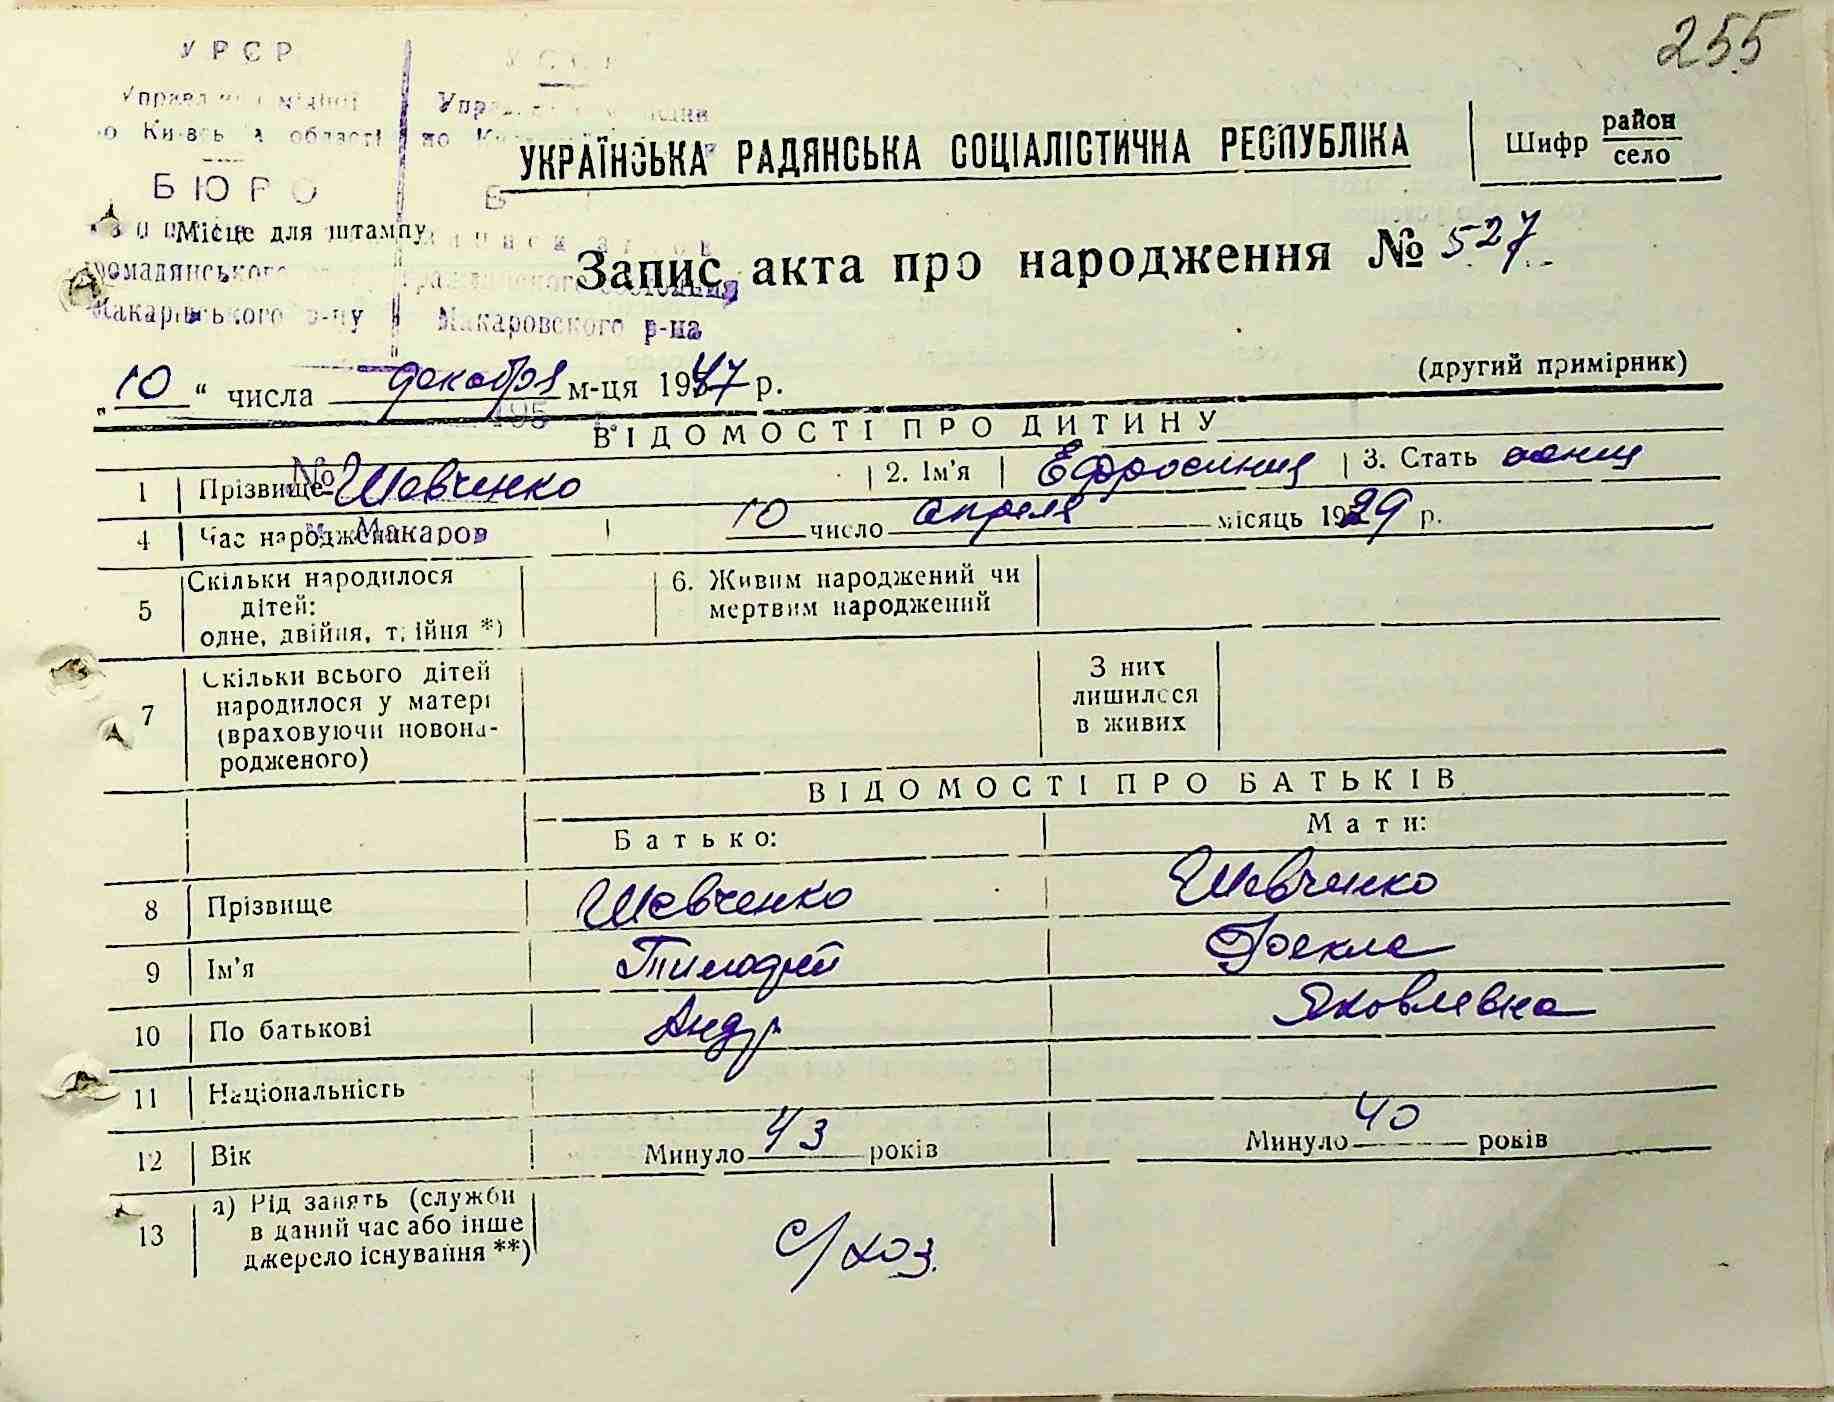 255
УРСР
Місце для штампу
Макарівського р-ну Макаровского р-на
м. Макаров
№
УКРАЇНСЬКА РАДЯНСЬКА СОЦІАЛІСТИЧНА РЕСПУБЛІКА
Шифр район
село
Запис акта про народження № 527
(другий примірник)
„ 10 “ числа декабря м-ця 1947 р.
ВІДОМОСТІ ПРО ДИТИНУ
1 Прізвище Шевченко 2. Ім'я Ефросиния 3. Стать
4 Час народження 10 число апреля місяць 1929 р.
5 Скільки народилося
дітей:
одне, двійня, трійня *)
6. Живим народжений чи
мертвим народжений
7 Скільки всього дітей
народилося у матері
(враховуючи новона-
родженого)
З них
лишилося
в живих
ВІДОМОСТІ ПРО БАТЬКІВ
Батько: Мати:
8 Прізвище Шевченко Шевченко
9 Ім'я Тимофей Фекла
10 По батькові Андр Яковлевна
11 Національність
12 Вік Минуло 43 років Минуло 40 років
13 а) Рід занять (служби
в даний час або інше
джерело існування **)
с/хоз.